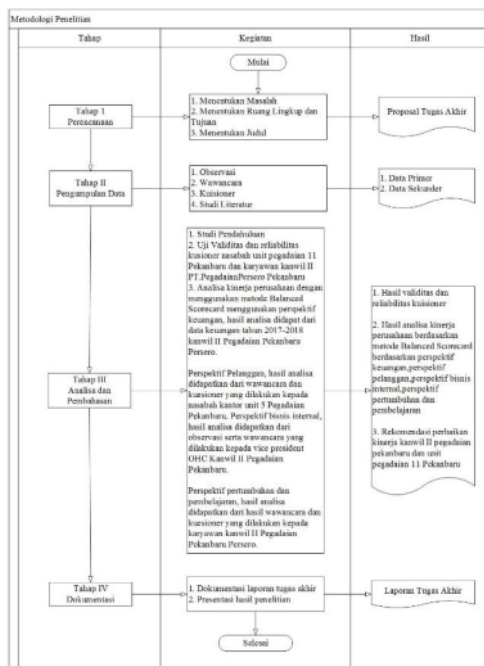 Metodologi Penelitian
Tahap
Kegiatan
Hasil
Mulai
Tahap 1
Perencanaan
1. Menentukan Masalah
2. Menentukan Ruang Lingkup dan
Tujuan
3. Menentukan Judul
Proposal Tugas Akhir
Tahap II
Pengumpulan Data
1. Observasi
2. Wawancara
3. Kuisioner
4. Studi Literatur
1. Data Primer
2. Data Sekunder
Tahap III
Analisa dan
Pembahasan
1. Studi Pendahuluan
2. Uji Validitas dan reliabilitas
kusioner nasabah unit pegadaian 11
Pekanbaru dan karyawan kanwil II
PT.PegadaianPersero Pekanbaru
3. Analisa kinerja perusahaan dengan
menggunakan metode Balanced
Scorecard menggunakan perspektif
keuangan, hasil analisa didapat dari
data keuangan tahun 2017-2018
kanwil II Pegadaian Pekanbaru
Persero.
Perspektif Pelanggan, hasil analisa
didapatkan dari wawancara dan
kuesioner yang dilakukan kepada
nasabah kantor unit 5 Pegadaian
Pekanbaru. Perspektif bisnis internal,
hasil analisa didapatkan dari
observasi serta wawancara yang
dilakukan kepada vice president
OHC Kanwil II Pegadaian
Pekanbaru.
Perspektif pertumbuhan dan
pembelajaran, hasil analisa
didapatkan dari hasil wawancara dan
kuesioner yang dilakukan kepada
karyawan kanwil II Pegadaian
Pekanbaru Persero.
1. Hasil validitas dan
reliabilitas kuisioner
2. Hasil analisa kinerja
perusahaan berdasarkan
metode Balanced Scorecard
berdasarkan perspektif
keuangan,perspektif
pelanggan,perspektif bisnis
internal,perspektif
pertumbuhan dan
pembelajaran
3. Rekomendasi perbaikan
kinerja kanwil II pegadaian
pekanbaru dan unit
pegadaian 11 Pekanbaru
Tahap IV
Dokumentasi
1. Dokumentasi laporan tugas akhir
2. Presentasi hasil penelitian
Laporan Tugas Akhir
Selesai